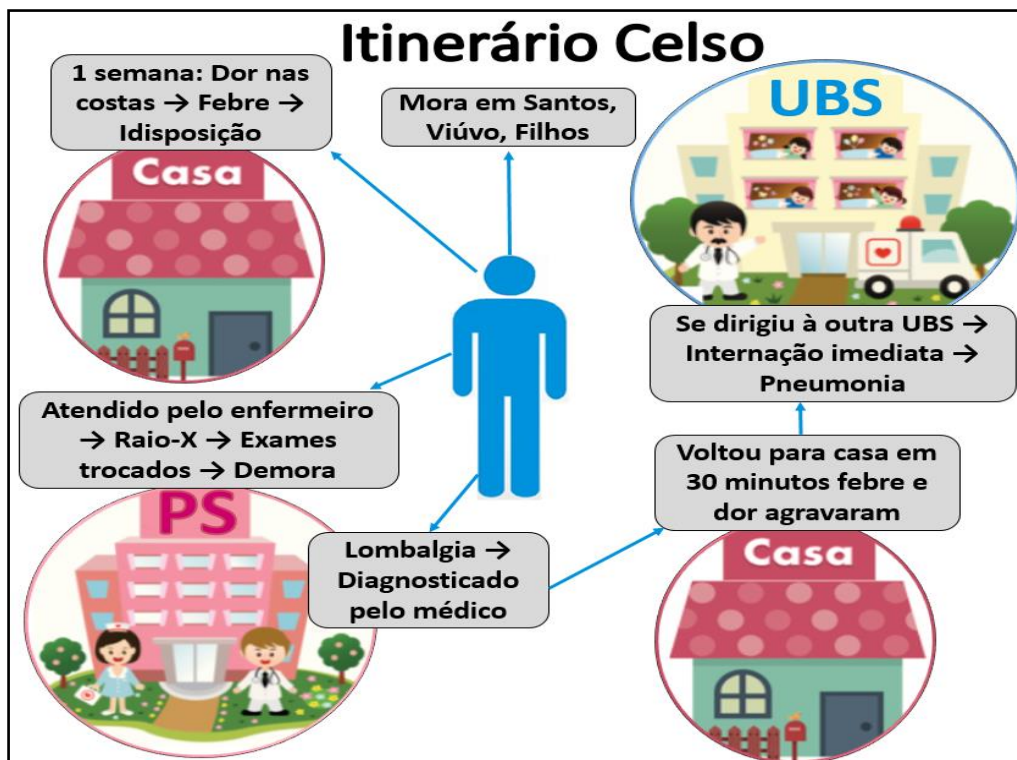 Itinerário Celso
1 semana: Dor nas
costas → Febre →
Idisposição
Casa
Mora em Santos,
Viúvo, Filhos
UBS
Se dirigiu à outra UBS →
Internação imediata →
Pneumonia
Atendido pelo enfermeiro
→ Raio-X → Exames
trocados → Demora
PS
Lombalgia →
Diagnosticado
pelo médico
Voltou para casa em
30 minutos febre e
dor agravaram
Casa